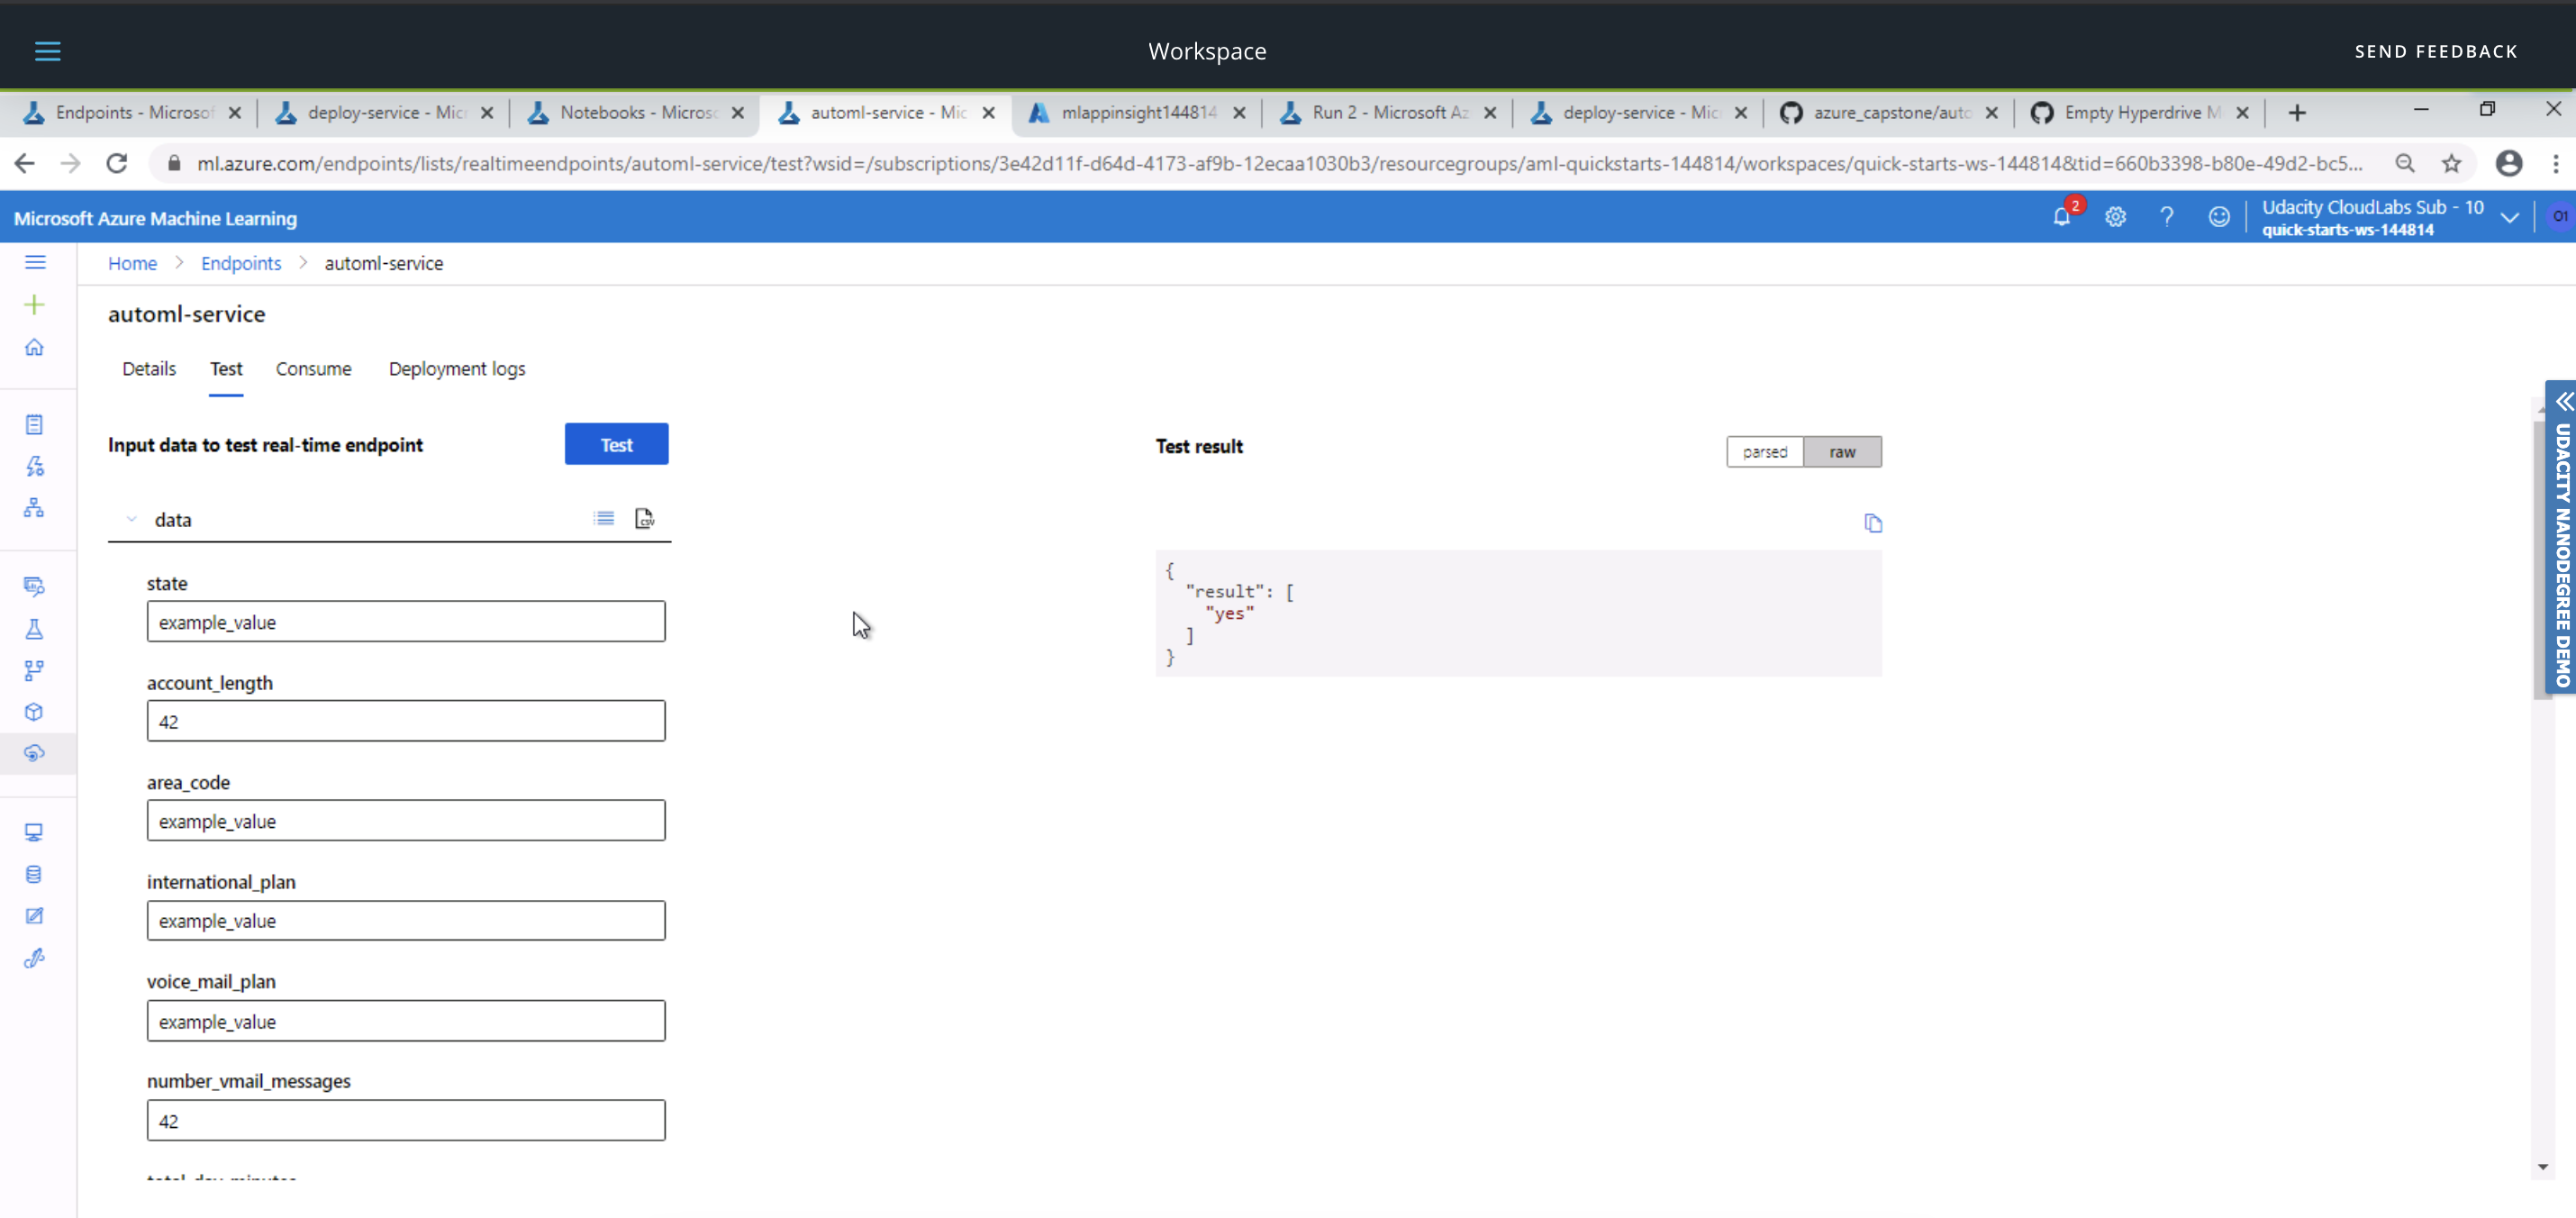 Workspace
SEND FEEDBACK
Endpoints - Microsof
deploy-service - Mic
Notebooks - Microsc
automl-service - Mic
mlappinsight144814
Run 2 - Microsoft Az
deploy-service - Mic
azure_capstone/auto
Empty Hyperdrive M
ml.azure.com/endpoints/lists/realtimeendpoints/automl-service/test?wsid=/subscriptions/3e42d11f-d64d-4173-af9b-12ecaa1030b3/resourcegroups/aml-quickstarts-144814/workspaces/quick-starts-ws-144814&tid=660b3398-b80e-49d2-bc5...
Microsoft Azure Machine Learning
2
Udacity CloudLabs Sub - 10
quick-starts-ws-144814
O1
Home > Endpoints > automl-service
automl-service
Details Test Consume Deployment logs
Input data to test real-time endpoint
Test
Test result
parsed
raw
data
CSV
{
"result": [
"yes"
]
}
state
example_value
account_length
42
area_code
example_value
international_plan
example_value
voice_mail_plan
example_value
number_vmail_messages
42
UDACITY NANODEGREE DEMO